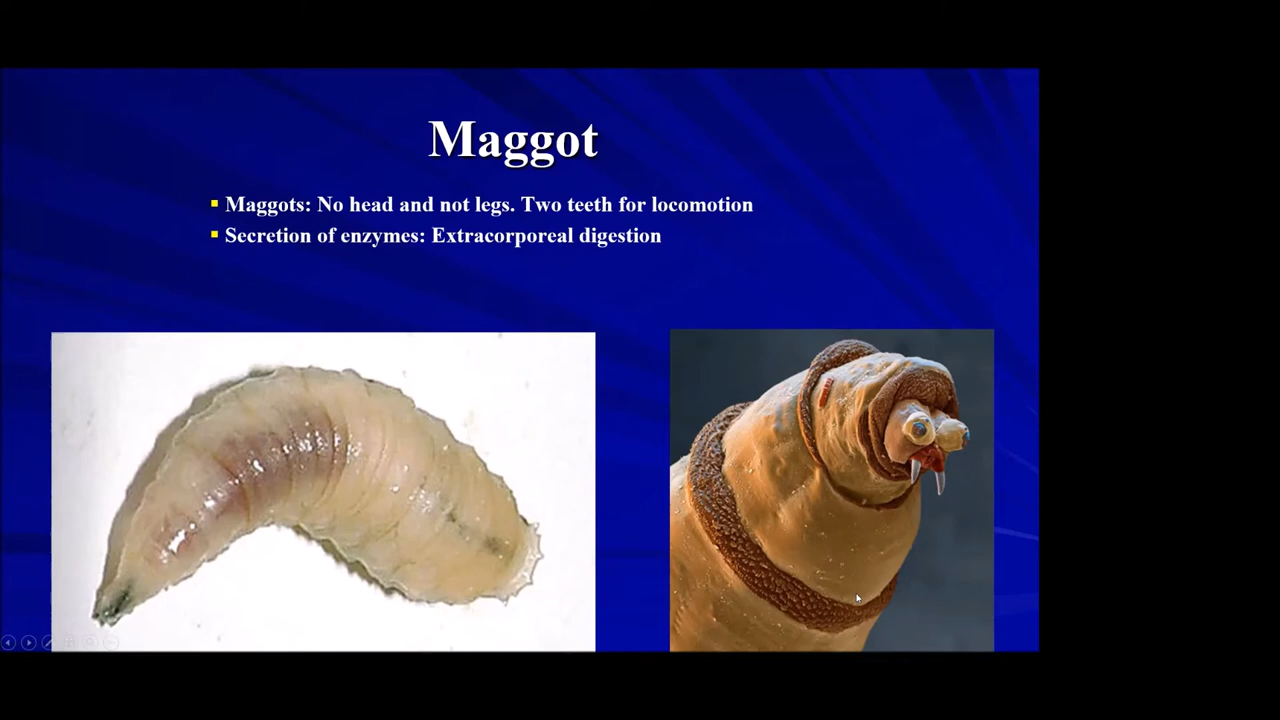 Maggot
Maggots: No head and not legs. Two teeth for locomotion
Secretion of enzymes: Extracorporeal digestion